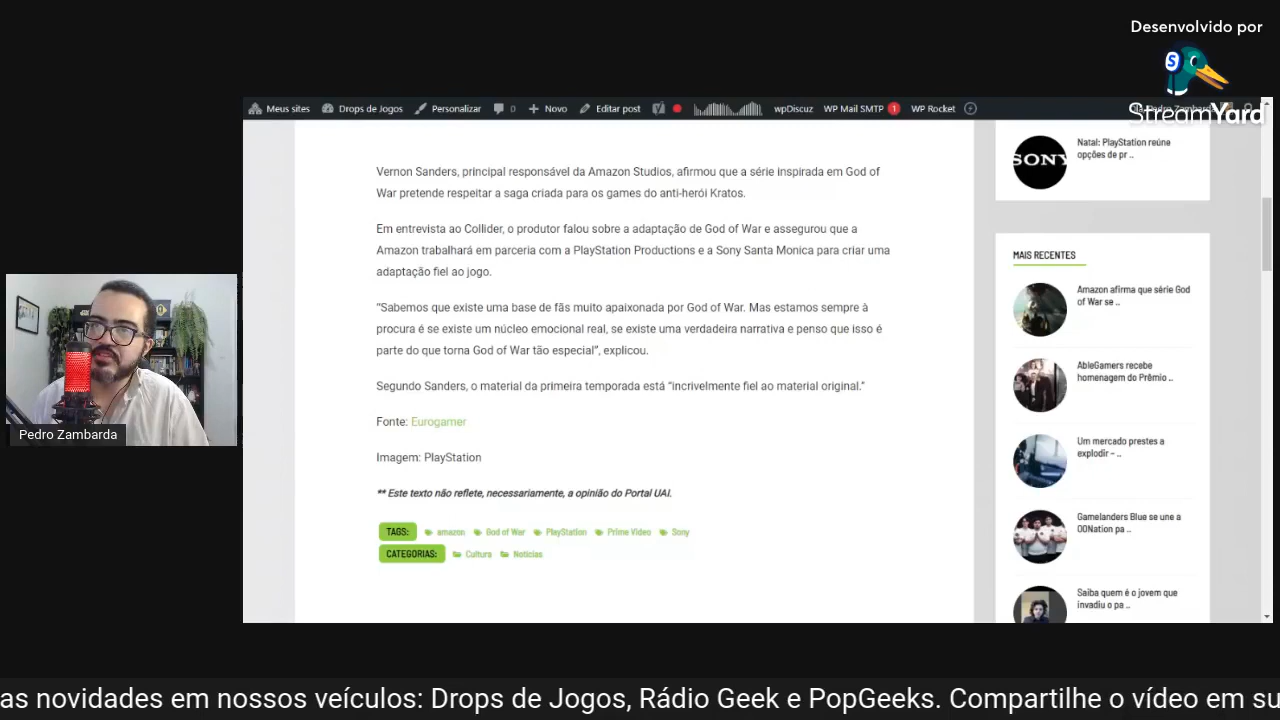 Desenvolvido por
StreamYard
Meus sites Drops de Jogos Personalizar 0 Novo Editar post wpDiscuz WP Mail SMTP 1 WP Rocket
Vernon Sanders, principal responsável da Amazon Studios, afirmou que a série inspirada em God of
War pretende respeitar a saga criada para os games do anti-herói Kratos.
Em entrevista ao Collider, o produtor falou sobre a adaptação de God of War e assegurou que a
Amazon trabalhará em parceria com a PlayStation Productions e a Sony Santa Monica para criar uma
adaptação fiel ao jogo.
“Sabemos que existe uma base de fãs muito apaixonada por God of War. Mas estamos sempre à
procura é se existe um núcleo emocional real, se existe uma verdadeira narrativa e penso que isso é
parte do que torna God of War tão especial”, explicou.
Segundo Sanders, o material da primeira temporada está “incrivelmente fiel ao material original.”
Fonte: Eurogamer
Imagem: PlayStation
** Este texto não reflete, necessariamente, a opinião do Portal UAI.
TAGS: amazon God of War PlayStation Prime Video Sony
CATEGORIAS: Cultura Notícias
SONY
Natal: PlayStation reúne
opções de pr ..
MAIS RECENTES
Amazon afirma que série God
of War se ..
AbleGamers recebe
homenagem do Prêmio ..
Um mercado prestes a
explodir – ..
Gamelanders Blue se une a
00Nation pa ..
Saiba quem é o jovem que
invadiu o pa ..
Pedro Zambarda
as novidades em nossos veículos: Drops de Jogos, Rádio Geek e PopGeeks. Compartilhe o vídeo em su